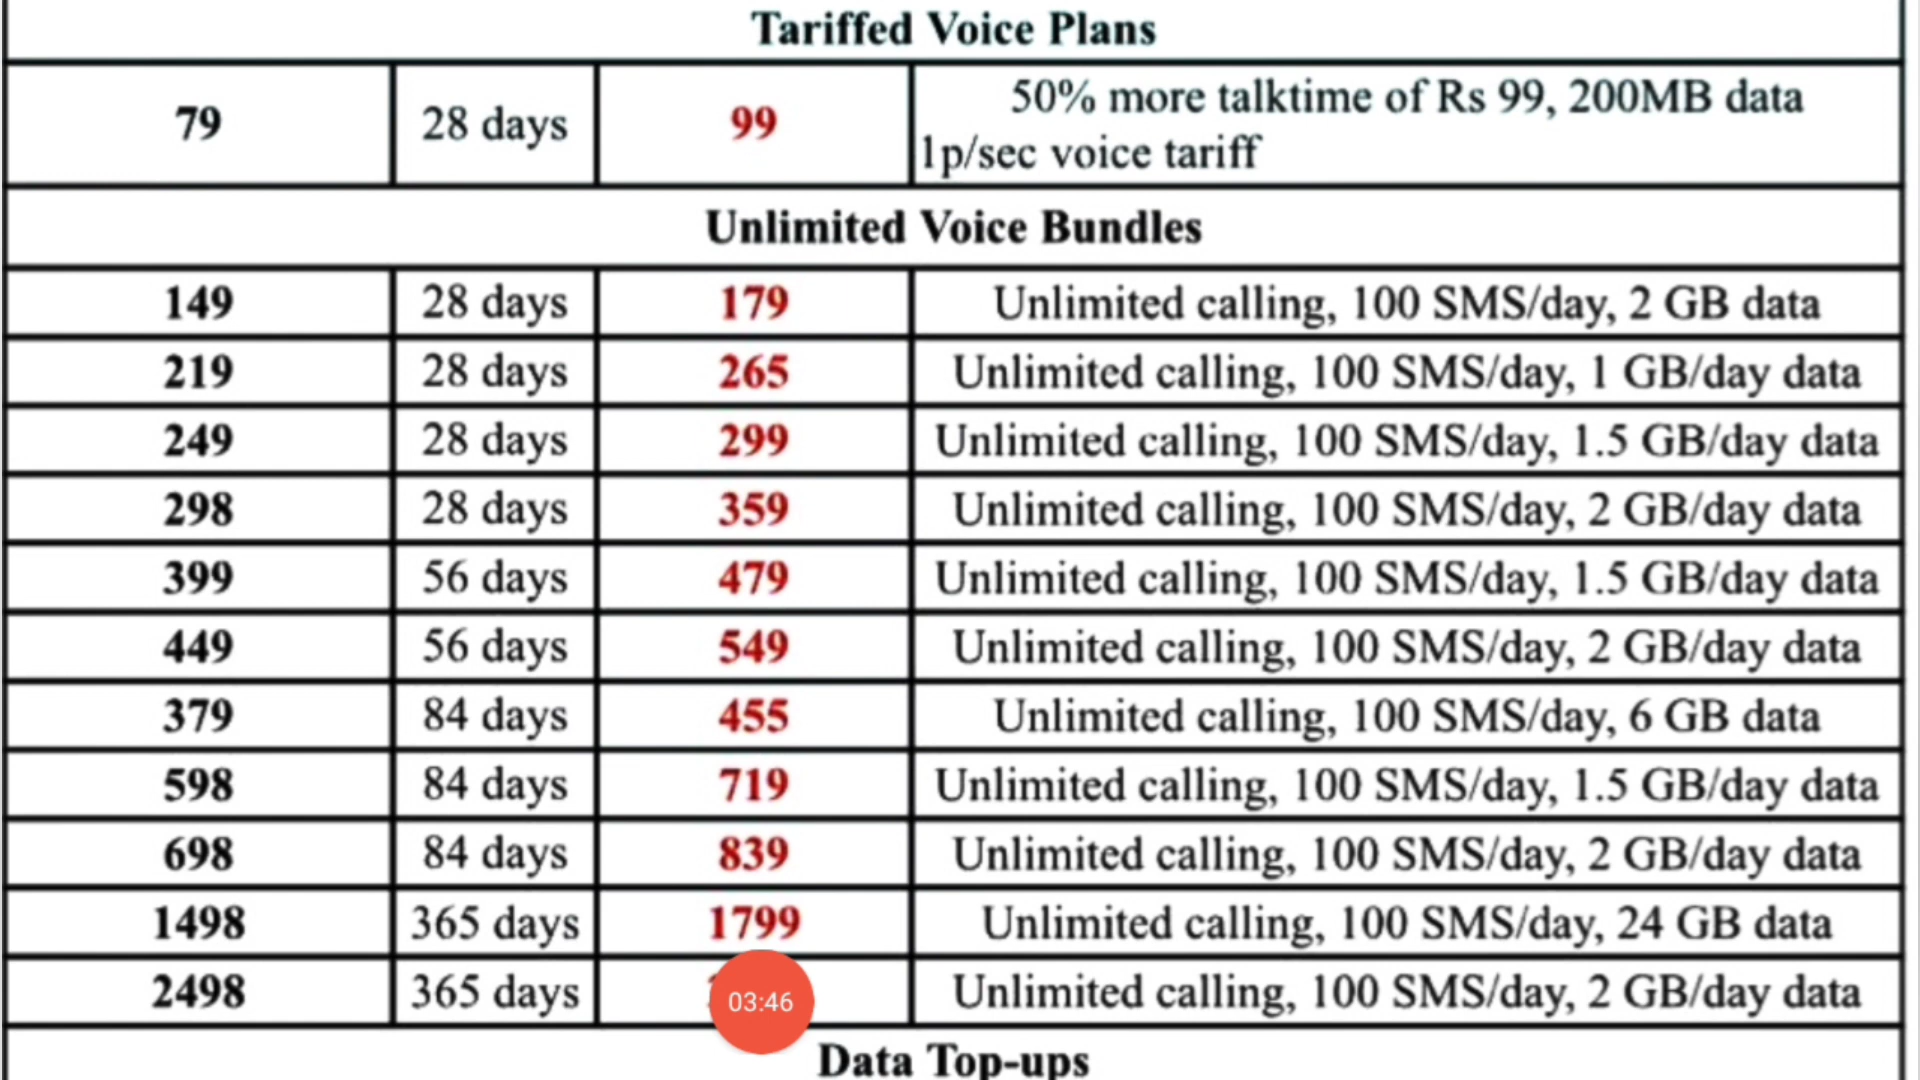 Tariffed Voice Plans
79 28 days 99 50% more talktime of Rs 99, 200MB data
1p/sec voice tariff
Unlimited Voice Bundles
149 28 days 179 Unlimited calling, 100 SMS/day, 2 GB data
219 28 days 265 Unlimited calling, 100 SMS/day, 1 GB/day data
249 28 days 299 Unlimited calling, 100 SMS/day, 1.5 GB/day data
298 28 days 359 Unlimited calling, 100 SMS/day, 2 GB/day data
399 56 days 479 Unlimited calling, 100 SMS/day, 1.5 GB/day data
449 56 days 549 Unlimited calling, 100 SMS/day, 2 GB/day data
379 84 days 455 Unlimited calling, 100 SMS/day, 6 GB data
598 84 days 719 Unlimited calling, 100 SMS/day, 1.5 GB/day data
698 84 days 839 Unlimited calling, 100 SMS/day, 2 GB/day data
1498 365 days 1799 Unlimited calling, 100 SMS/day, 24 GB data
2498 365 days 03:46 Unlimited calling, 100 SMS/day, 2 GB/day data
Data Top-ups